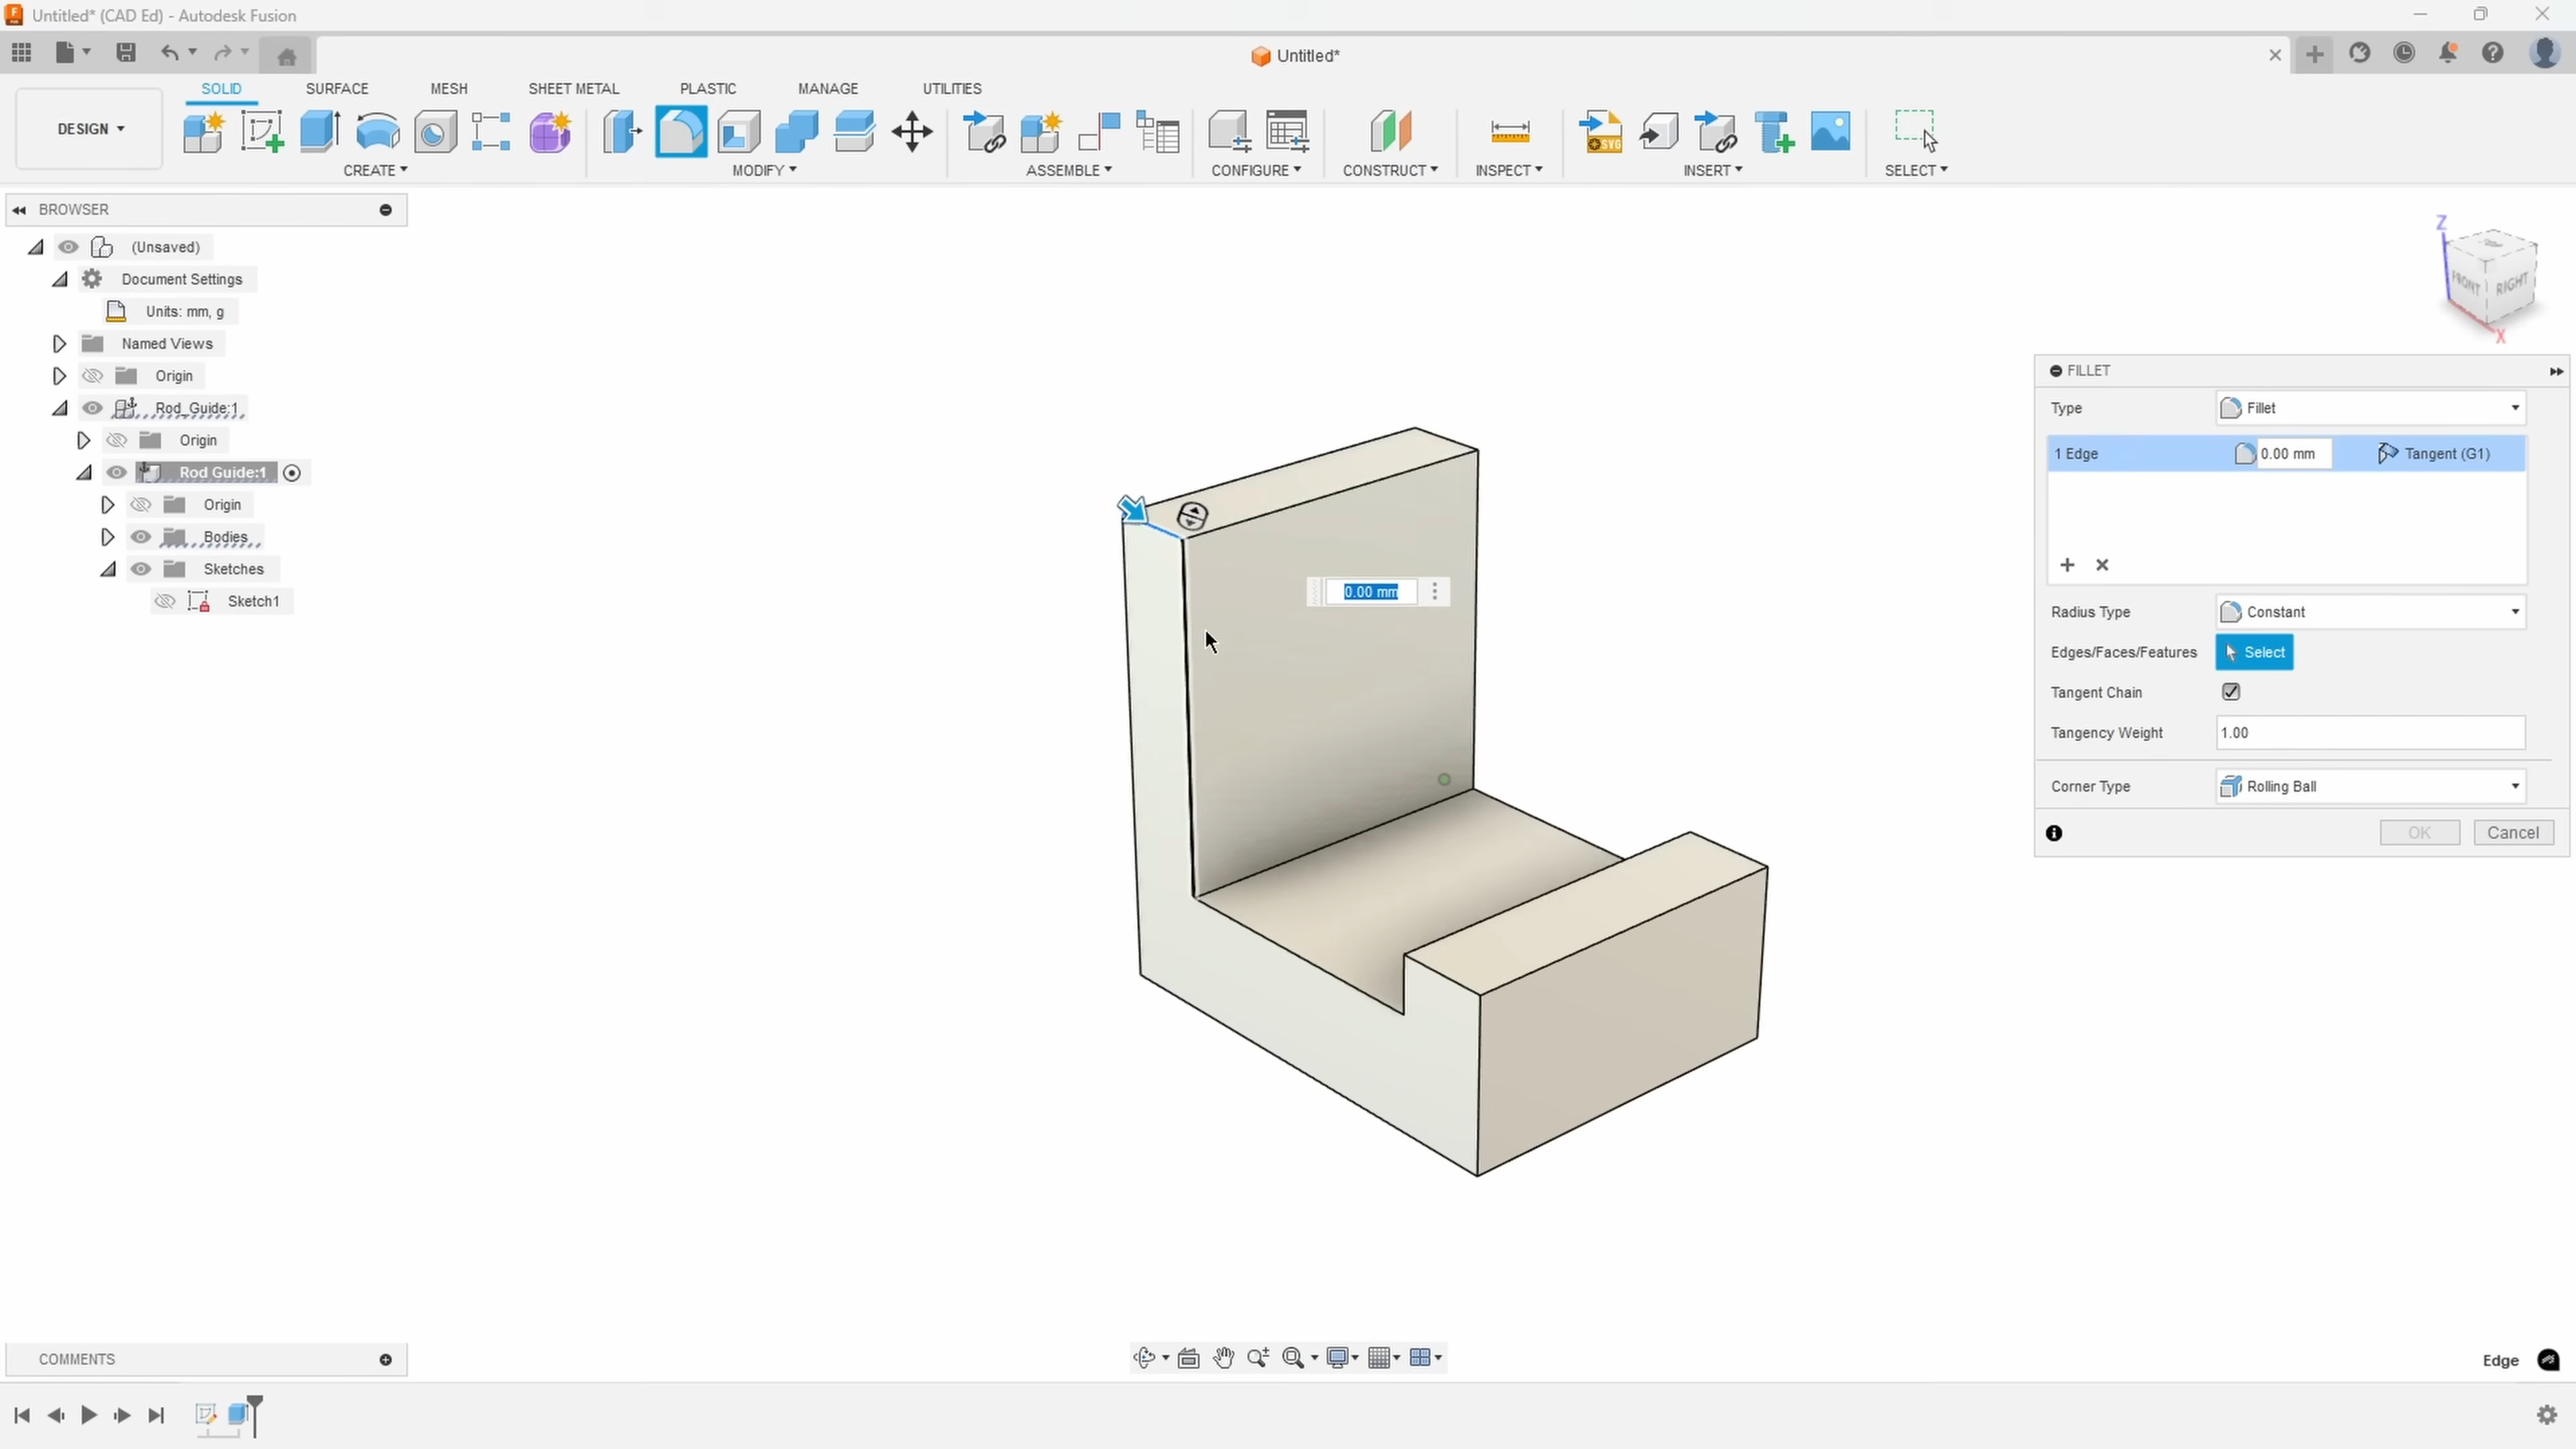 Untitled* (CAD Ed) - Autodesk Fusion
Untitled*
SOLID SURFACE MESH SHEET METAL PLASTIC MANAGE UTILITIES
DESIGN
SVG
CREATE MODIFY ASSEMBLE CONFIGURE CONSTRUCT INSPECT INSERT SELECT
BROWSER
(Unsaved)
Document Settings
Units: mm, g
Named Views
Origin
Rod_Guide:1
Origin
Rod Guide:1
Origin
Bodies
Sketches
Sketch1
Z
FRONT RIGHT
X
0.00 mm
FILLET
Type Fillet
1 Edge 0.00 mm Tangent (G1)
Radius Type Constant
Edges/Faces/Features Select
Tangent Chain
Tangency Weight 1.00
Corner Type Rolling Ball
OK Cancel
COMMENTS
Edge